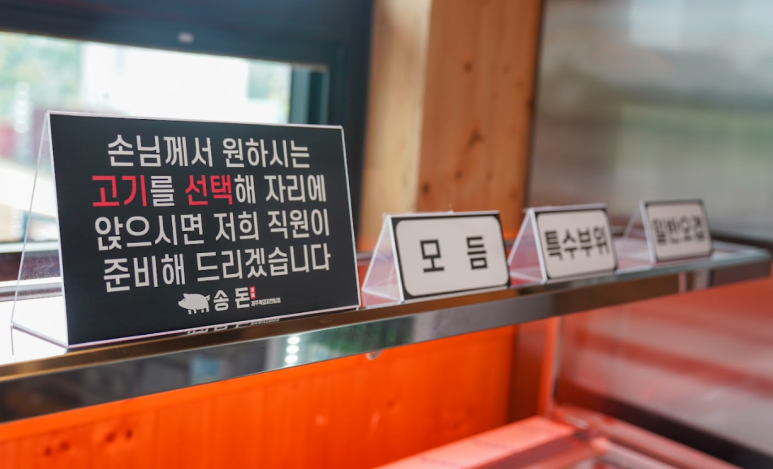 손님께서 원하시는
고기를 선택해 자리에
앉으시면 저희 직원이
준비해 드리겠습니다
송돈
모듬
특수부위
일반오겹